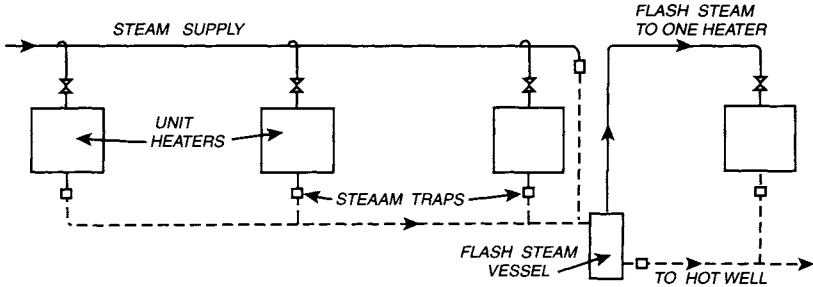 STEAM SUPPLY
FLASH STEAM
TO ONE HEATER
UNIT
HEATERS
STEAAM TRAPS
FLASH STEAM
VESSEL
TO HOT WELL